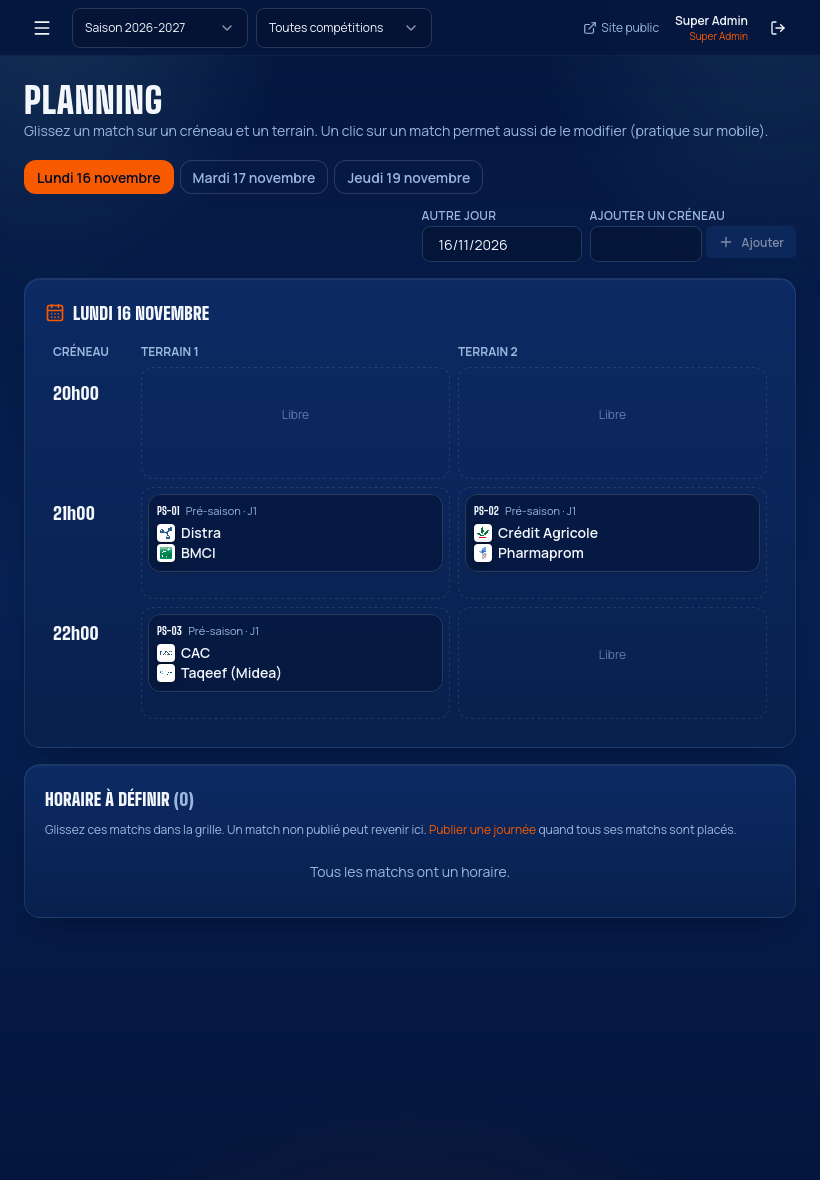 Saison 2026-2027
Toutes compétitions
Site public
Super Admin
Super Admin
PLANNING
Glissez un match sur un créneau et un terrain. Un clic sur un match permet aussi de le modifier (pratique sur mobile).
Lundi 16 novembre
Mardi 17 novembre
Jeudi 19 novembre
AUTRE JOUR
AJOUTER UN CRÉNEAU
16/11/2026
Ajouter
LUNDI 16 NOVEMBRE
CRÉNEAU
TERRAIN 1
TERRAIN 2
20h00
Libre
Libre
21h00
PS-01 Pré-saison · J1
Distra
BMCI
PS-02 Pré-saison · J1
Crédit Agricole
Pharmaprom
22h00
PS-03 Pré-saison · J1
CAC
Taqeef (Midea)
Libre
HORAIRE À DÉFINIR (0)
Glissez ces matchs dans la grille. Un match non publié peut revenir ici. Publier une journée quand tous ses matchs sont placés.
Tous les matchs ont un horaire.